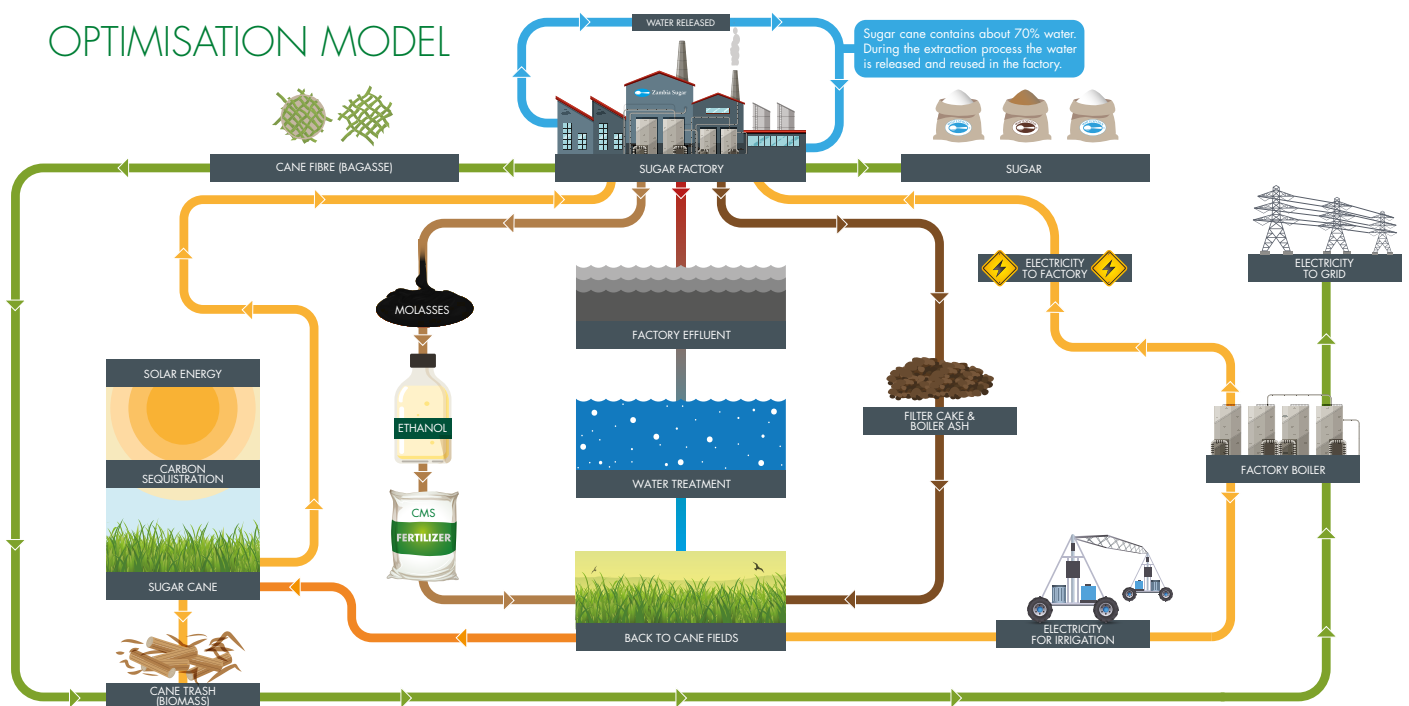 OPTIMISATION MODEL
WATER RELEASED
Sugar cane contains about 70% water.
During the extraction process the water
is released and reused in the factory.
Zambia Sugar
CANE FIBRE (BAGASSE)
SUGAR FACTORY
SUGAR
ELECTRICITY
TO FACTORY
ELECTRICITY
TO GRID
MOLASSES
FACTORY EFFLUENT
SOLAR ENERGY
ETHANOL
FILTER CAKE &
BOILER ASH
CARBON
SEQUISTRATION
WATER TREATMENT
FACTORY BOILER
CMS
FERTILIZER
SUGAR CANE
BACK TO CANE FIELDS
ELECTRICITY
FOR IRRIGATION
CANE TRASH
(BIOMASS)